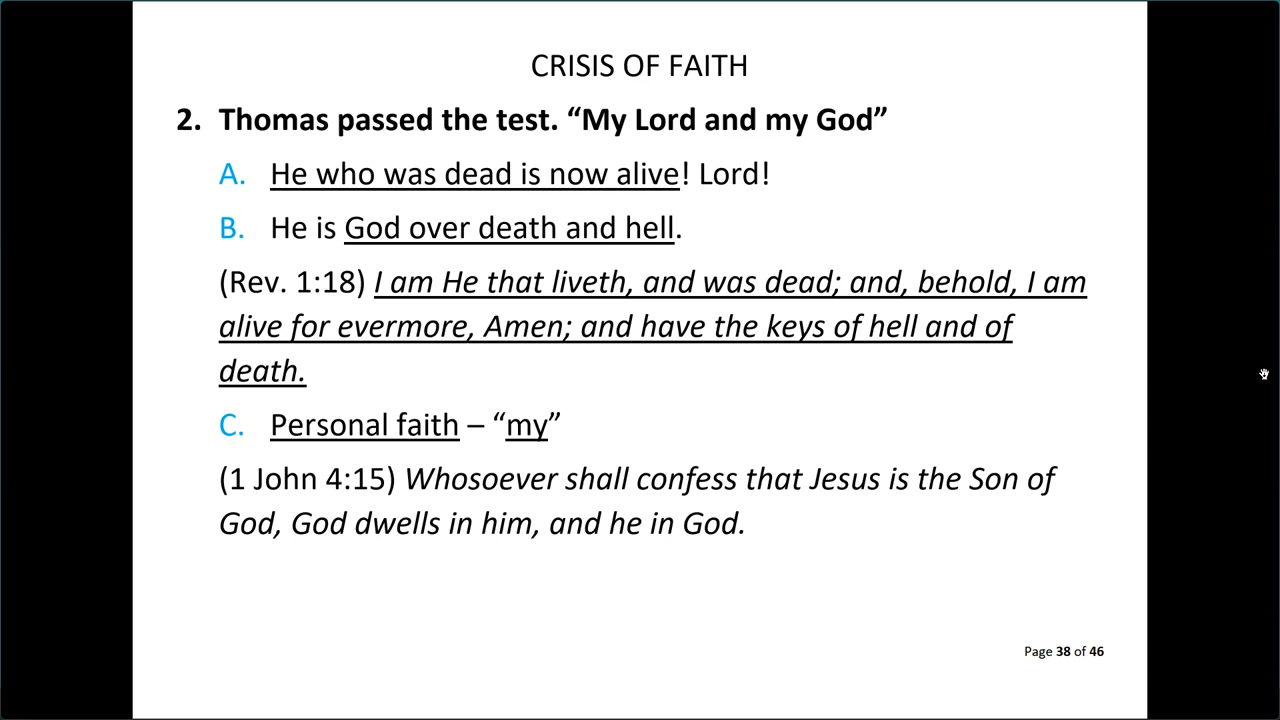 CRISIS OF FAITH
2. Thomas passed the test. “My Lord and my God”
A. He who was dead is now alive! Lord!
B. He is God over death and hell.
(Rev. 1:18) I am He that liveth, and was dead; and, behold, I am
alive for evermore, Amen; and have the keys of hell and of
death.
C. Personal faith – “my”
(1 John 4:15) Whosoever shall confess that Jesus is the Son of
God, God dwells in him, and he in God.
Page 38 of 46